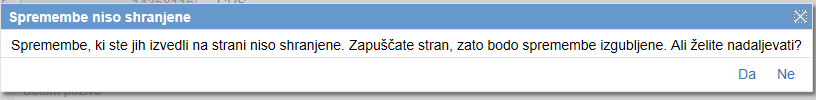 Spremembe niso shranjene
Spremembe, ki ste jih izvedli na strani niso shranjene. Zapuščate stran, zato bodo spremembe izgubljene. Ali želite nadaljevati?
Da Ne